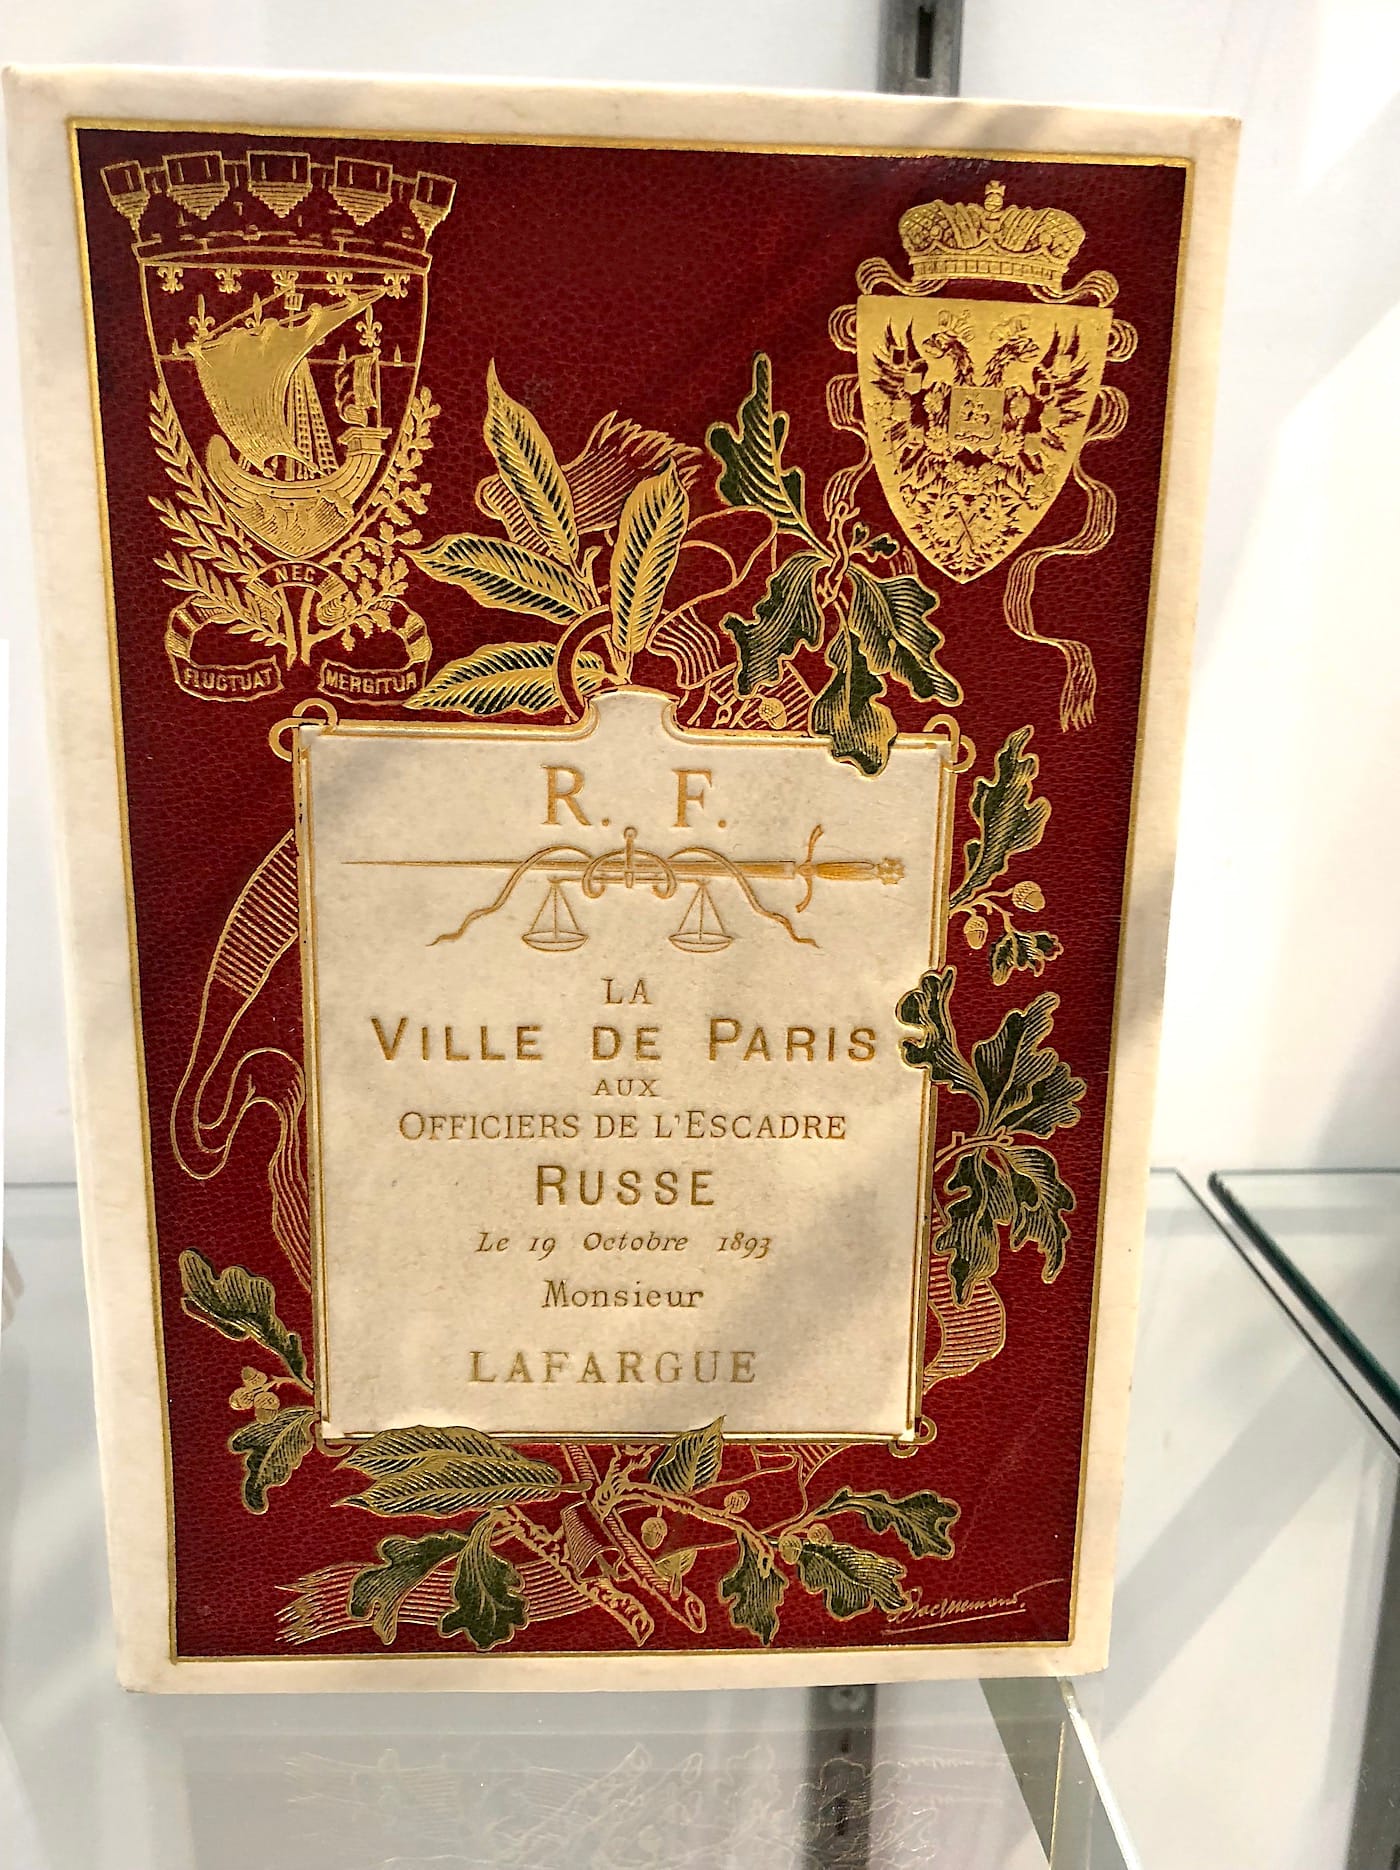 NEC
FLUCTUAT MERGITUR
R. F.
LA
VILLE DE PARIS
AUX
OFFICIERS DE L'ESCADRE
RUSSE
Le 19 Octobre 1893
Monsieur
LAFARGUE